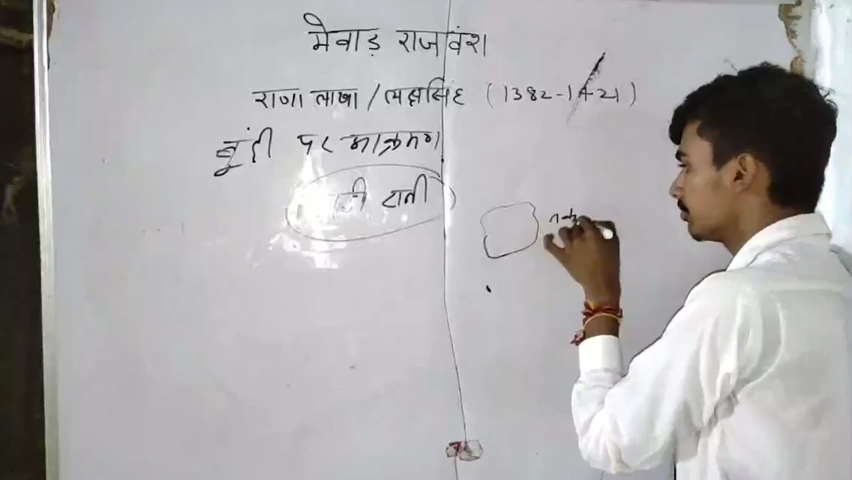 मेवाड़ राजवंश
राणा लाखा / लक्षसिंह (1382-1421)
बूंदी पर आक्रमण
रानी)